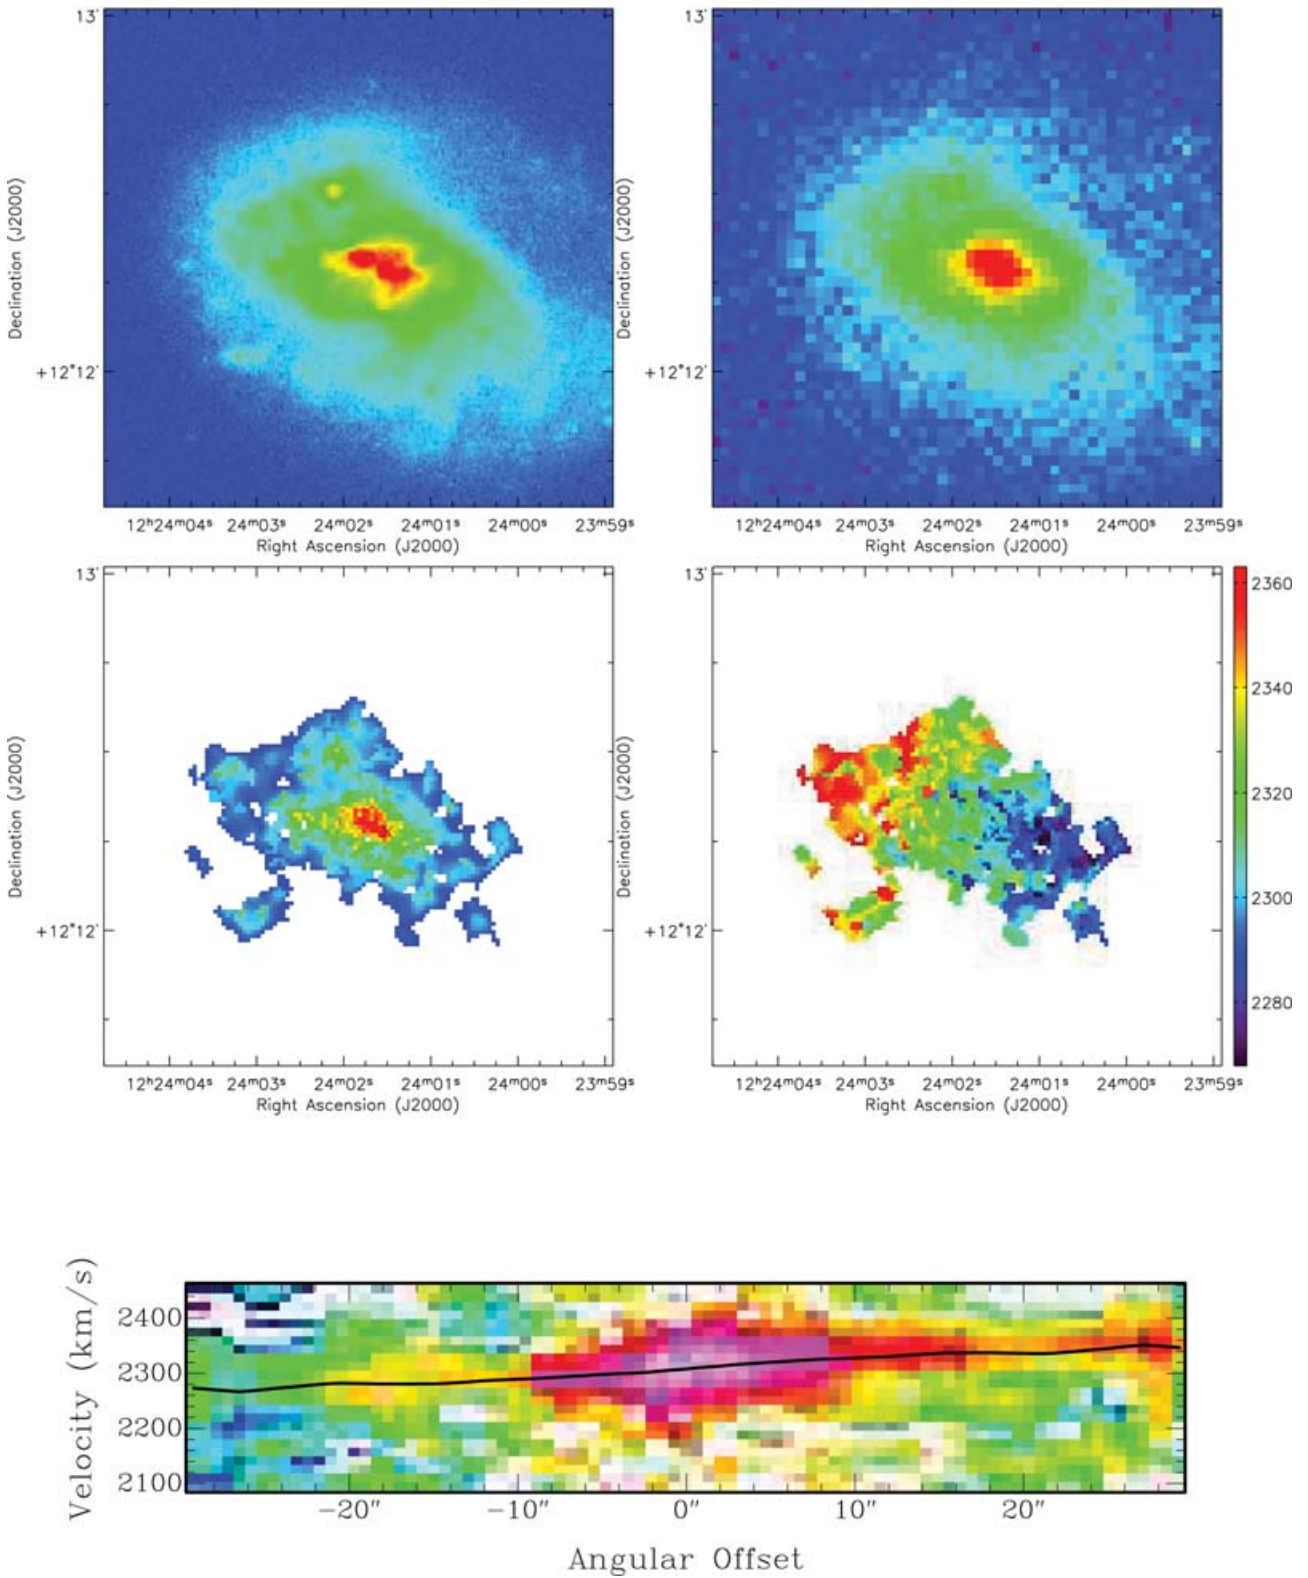 13'
13'
Declination (J2000)
Declination (J2000)
+12°12'
+12°12'
12ʰ24ᵐ04ˢ 24ᵐ03ˢ 24ᵐ02ˢ 24ᵐ01ˢ 24ᵐ00ˢ 23ᵐ59ˢ
12ʰ24ᵐ04ˢ 24ᵐ03ˢ 24ᵐ02ˢ 24ᵐ01ˢ 24ᵐ00ˢ 23ᵐ59ˢ
Right Ascension (J2000)
Right Ascension (J2000)
13'
13'
2360
2340
2320
2300
2280
Declination (J2000)
Declination (J2000)
+12°12'
+12°12'
12ʰ24ᵐ04ˢ 24ᵐ03ˢ 24ᵐ02ˢ 24ᵐ01ˢ 24ᵐ00ˢ 23ᵐ59ˢ
12ʰ24ᵐ04ˢ 24ᵐ03ˢ 24ᵐ02ˢ 24ᵐ01ˢ 24ᵐ00ˢ 23ᵐ59ˢ
Right Ascension (J2000)
Right Ascension (J2000)
Velocity (km/s)
2400
2300
2200
2100
−20″ −10″ 0″ 10″ 20″
Angular Offset